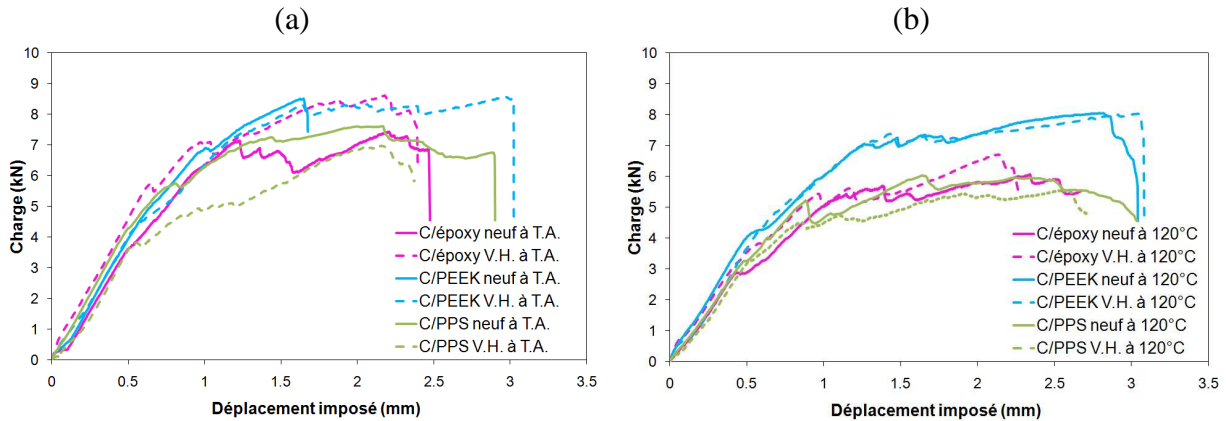 (a)
Charge (kN)
10
9
8
7
6
5
4
3
2
1
0
C/époxy neuf à T.A.
C/époxy V.H. à T.A.
C/PEEK neuf à T.A.
C/PEEK V.H. à T.A.
C/PPS neuf à T.A.
C/PPS V.H. à T.A.
0 0.5 1 1.5 2 2.5 3 3.5
Déplacement imposé (mm)
(b)
Charge (kN)
10
9
8
7
6
5
4
3
2
1
0
C/époxy neuf à 120°C
C/époxy V.H. à 120°C
C/PEEK neuf à 120°C
C/PEEK V.H. à 120°C
C/PPS neuf à 120°C
C/PPS V.H. à 120°C
0 0.5 1 1.5 2 2.5 3 3.5
Déplacement imposé (mm)